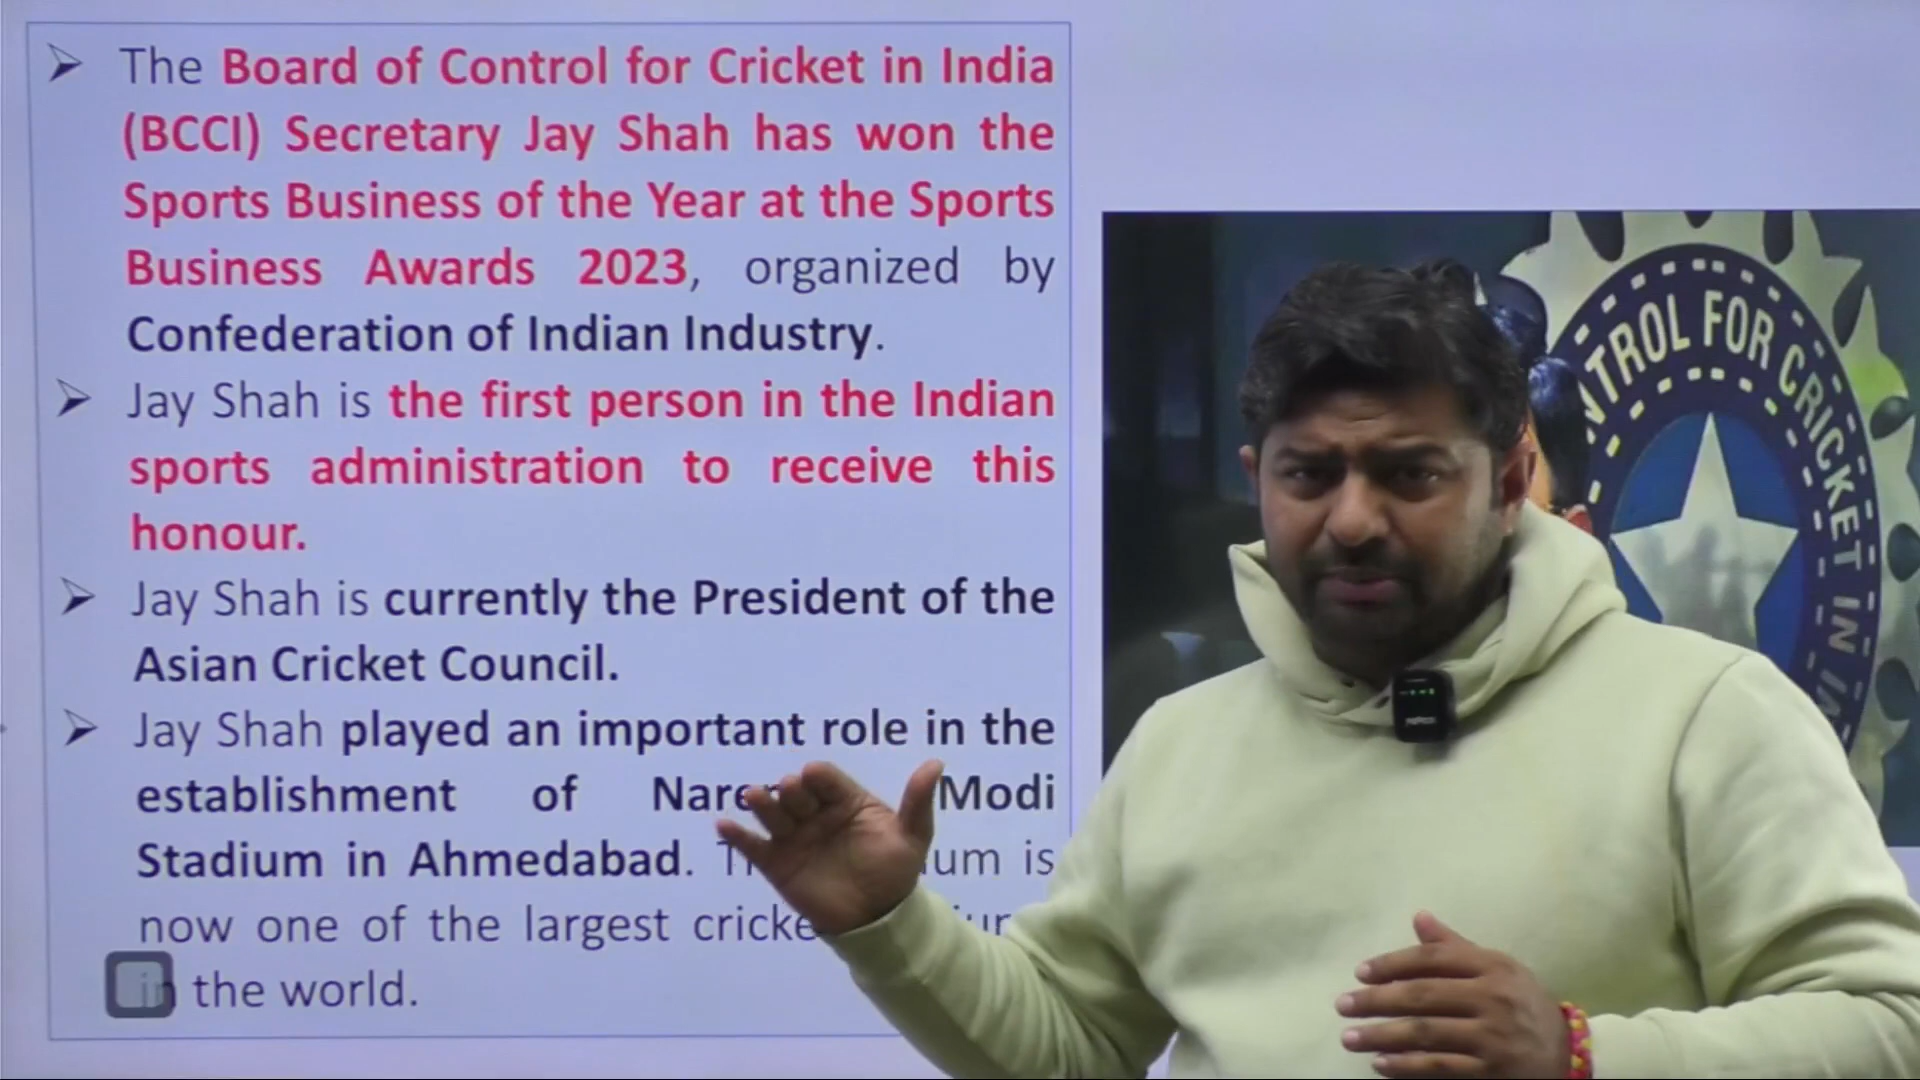 The Board of Control for Cricket in India
(BCCI) Secretary Jay Shah has won the
Sports Business of the Year at the Sports
Business Awards 2023, organized by
Confederation of Indian Industry.
Jay Shah is the first person in the Indian
sports administration to receive this
honour.
Jay Shah is currently the President of the
Asian Cricket Council.
Jay Shah played an important role in the
establishment of Modi
Stadium in Ahmedabad. is
now one of the largest
in the world.
CONTROL FOR CRICKET IN